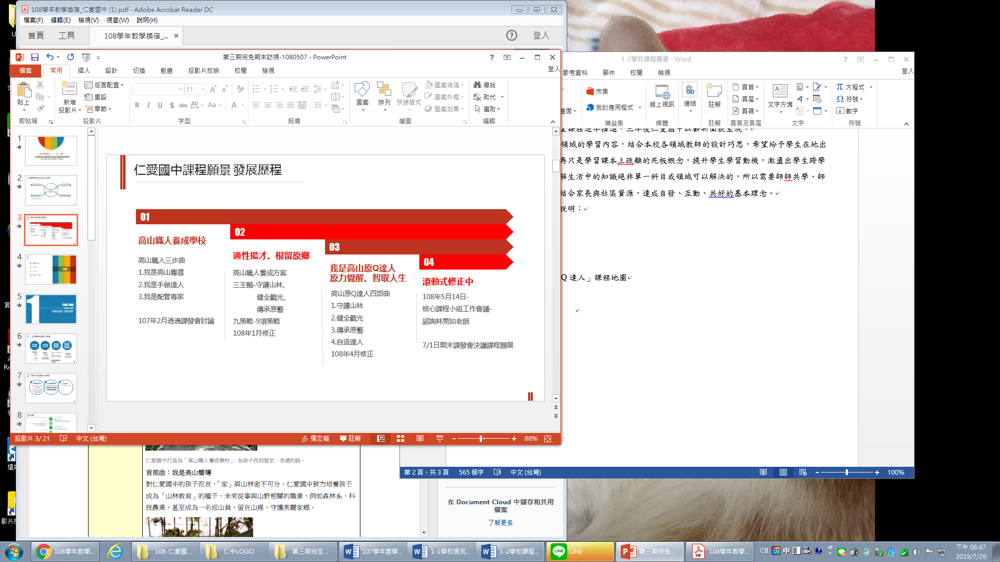 108學年教學換宿_仁愛國中 (1).pdf - Adobe Acrobat Reader DC
檔案(F) 編輯(E) 檢視(V) 視窗(W) 說明(H)
首頁 工具 108學年教學換宿_... × ? 登入
第三期完免期末訪視-1080507 - PowerPoint
檔案 常用 插入 設計 切換 動畫 投影片放映 校閱 檢視 登入
貼上 新增 投影片 版面配置 重設 章節 11
B I U S abc AV Aa A
圖案 排列 快速樣式 圖案填滿 圖案外框 圖案效果
尋找 取代 選取
剪貼簿 投影片 字型 段落 繪圖 編輯
1
2
3
4
5
PART ONE
6
7
8
仁愛國中課程願景 發展歷程
01
高山職人養成學校
高山職人三步曲
1.我是高山嚮導
2.我是手做達人
3.我是配管專家
107年2月透過課發會討論
02
適性揚才、根留原鄉
高山職人養成方案
三主軸-守護山林、
健全觀光、
傳承原藝
九策略-9項策略
108年1月修正
03
我是高山原Q達人
原力覺醒、智取人生
高山原Q達人四部曲
1.守護山林
2.健全觀光
3.傳承原藝
4.自造達人
108年4月修正
04
滾動式修正中
108年5月14日-
核心課程小組工作會議-
諮詢林莞如老師
7/1日期末課發會決議課程願景
投影片 3/ 21 中文 (台灣) 備忘稿 註解 88%
1-2學校課程願景 - Word
參考資料 郵件 校閱 檢視 登入
市集
我的應用程式
線上視訊 連結 註解 頁首 頁尾 頁碼 文字方塊 方程式 符號 數字
增益集 媒體 註解 頁首及頁尾 文字 符號
領域的學習內容，結合本校各領域教師的設計巧思，希望給予學生在地出
再只是學習課本上疏離的死板概念，提升學生學習動機，激盪出學生跨學
解生活中的知識絕非單一科目或領域可以解決的，所以需要師師共學、師
結合家長與社區資源，達成自發、互動、共好的基本理念。
說明：
Q 達人」課程地圖
第 2 頁，共 3 頁 565 個字 中文 (台灣) 100%
仁愛國中打造為「高山職人養成學校」，為孩子找到堅定、長遠的路。
首部曲：我是高山嚮導
對仁愛國中的孩子而言，「家」與山林密不可分。仁愛國中致力培養孩子
成為「山林教育」的種子，未來從事與山野相關的職業，例如森林系、科
技農業，甚至成為一名巡山員，留在山裡，守護美麗家鄉。
在 Document Cloud 中儲存和共用
檔案
了解更多
108學年教學... 108-仁愛國... 仁中LOGO 第三期完全... 107學年度學... 1-1學校現況... 1-2學校課程... LINE 第三期完免... 108學年教學... CH 中
下午 06:47
2019/7/26